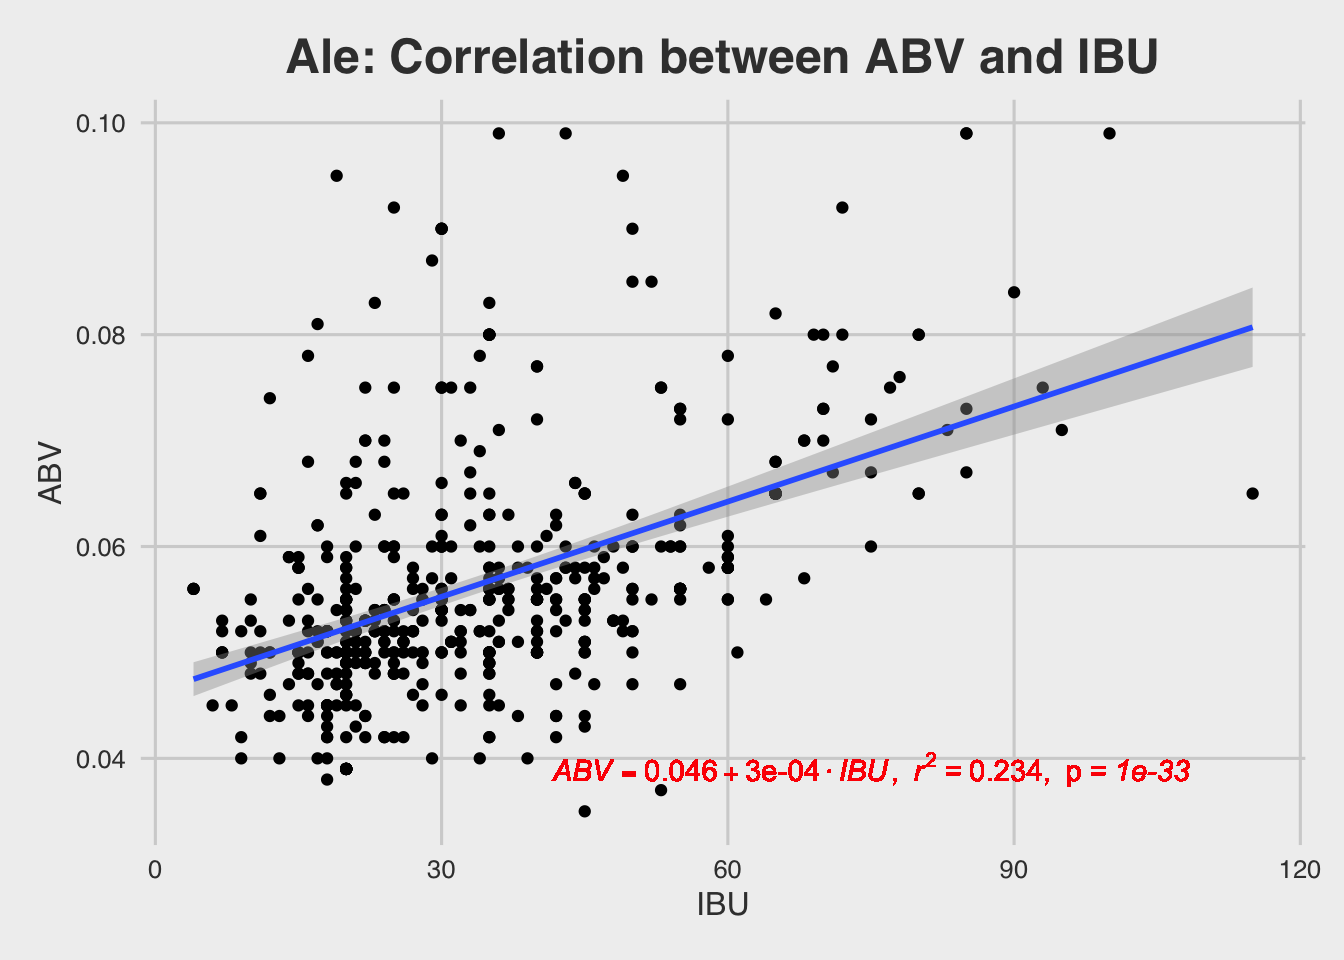 Ale: Correlation between ABV and IBU
0.10
0.08
0.06
0.04
ABV
ABV = 0.046 + 3e-04 · IBU, r² = 0.234, p = 1e-33
0 30 60 90 120
IBU